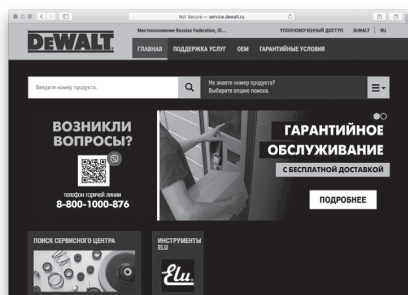 Not Secure — service.dewalt.ru
DEWALT
Местоположение Russian Federation, El...
УПОЛНОМОЧЕННЫЙ ДОСТУП
DEWALT
RU
ГЛАВНАЯ ПОДДЕРЖКА УСЛУГ OEM ГАРАНТИЙНЫЕ УСЛОВИЯ
Введите номер продукта.
Не знаете номер продукта?
Выберите опцию поиска.
ВОЗНИКЛИ
ВОПРОСЫ?
телефон горячей линии
8-800-1000-876
ГАРАНТИЙНОЕ
ОБСЛУЖИВАНИЕ
С БЕСПЛАТНОЙ ДОСТАВКОЙ
ПОДРОБНЕЕ
ПОИСК СЕРВИСНОГО ЦЕНТРА
ИНСТРУМЕНТЫ
ELU
Elu